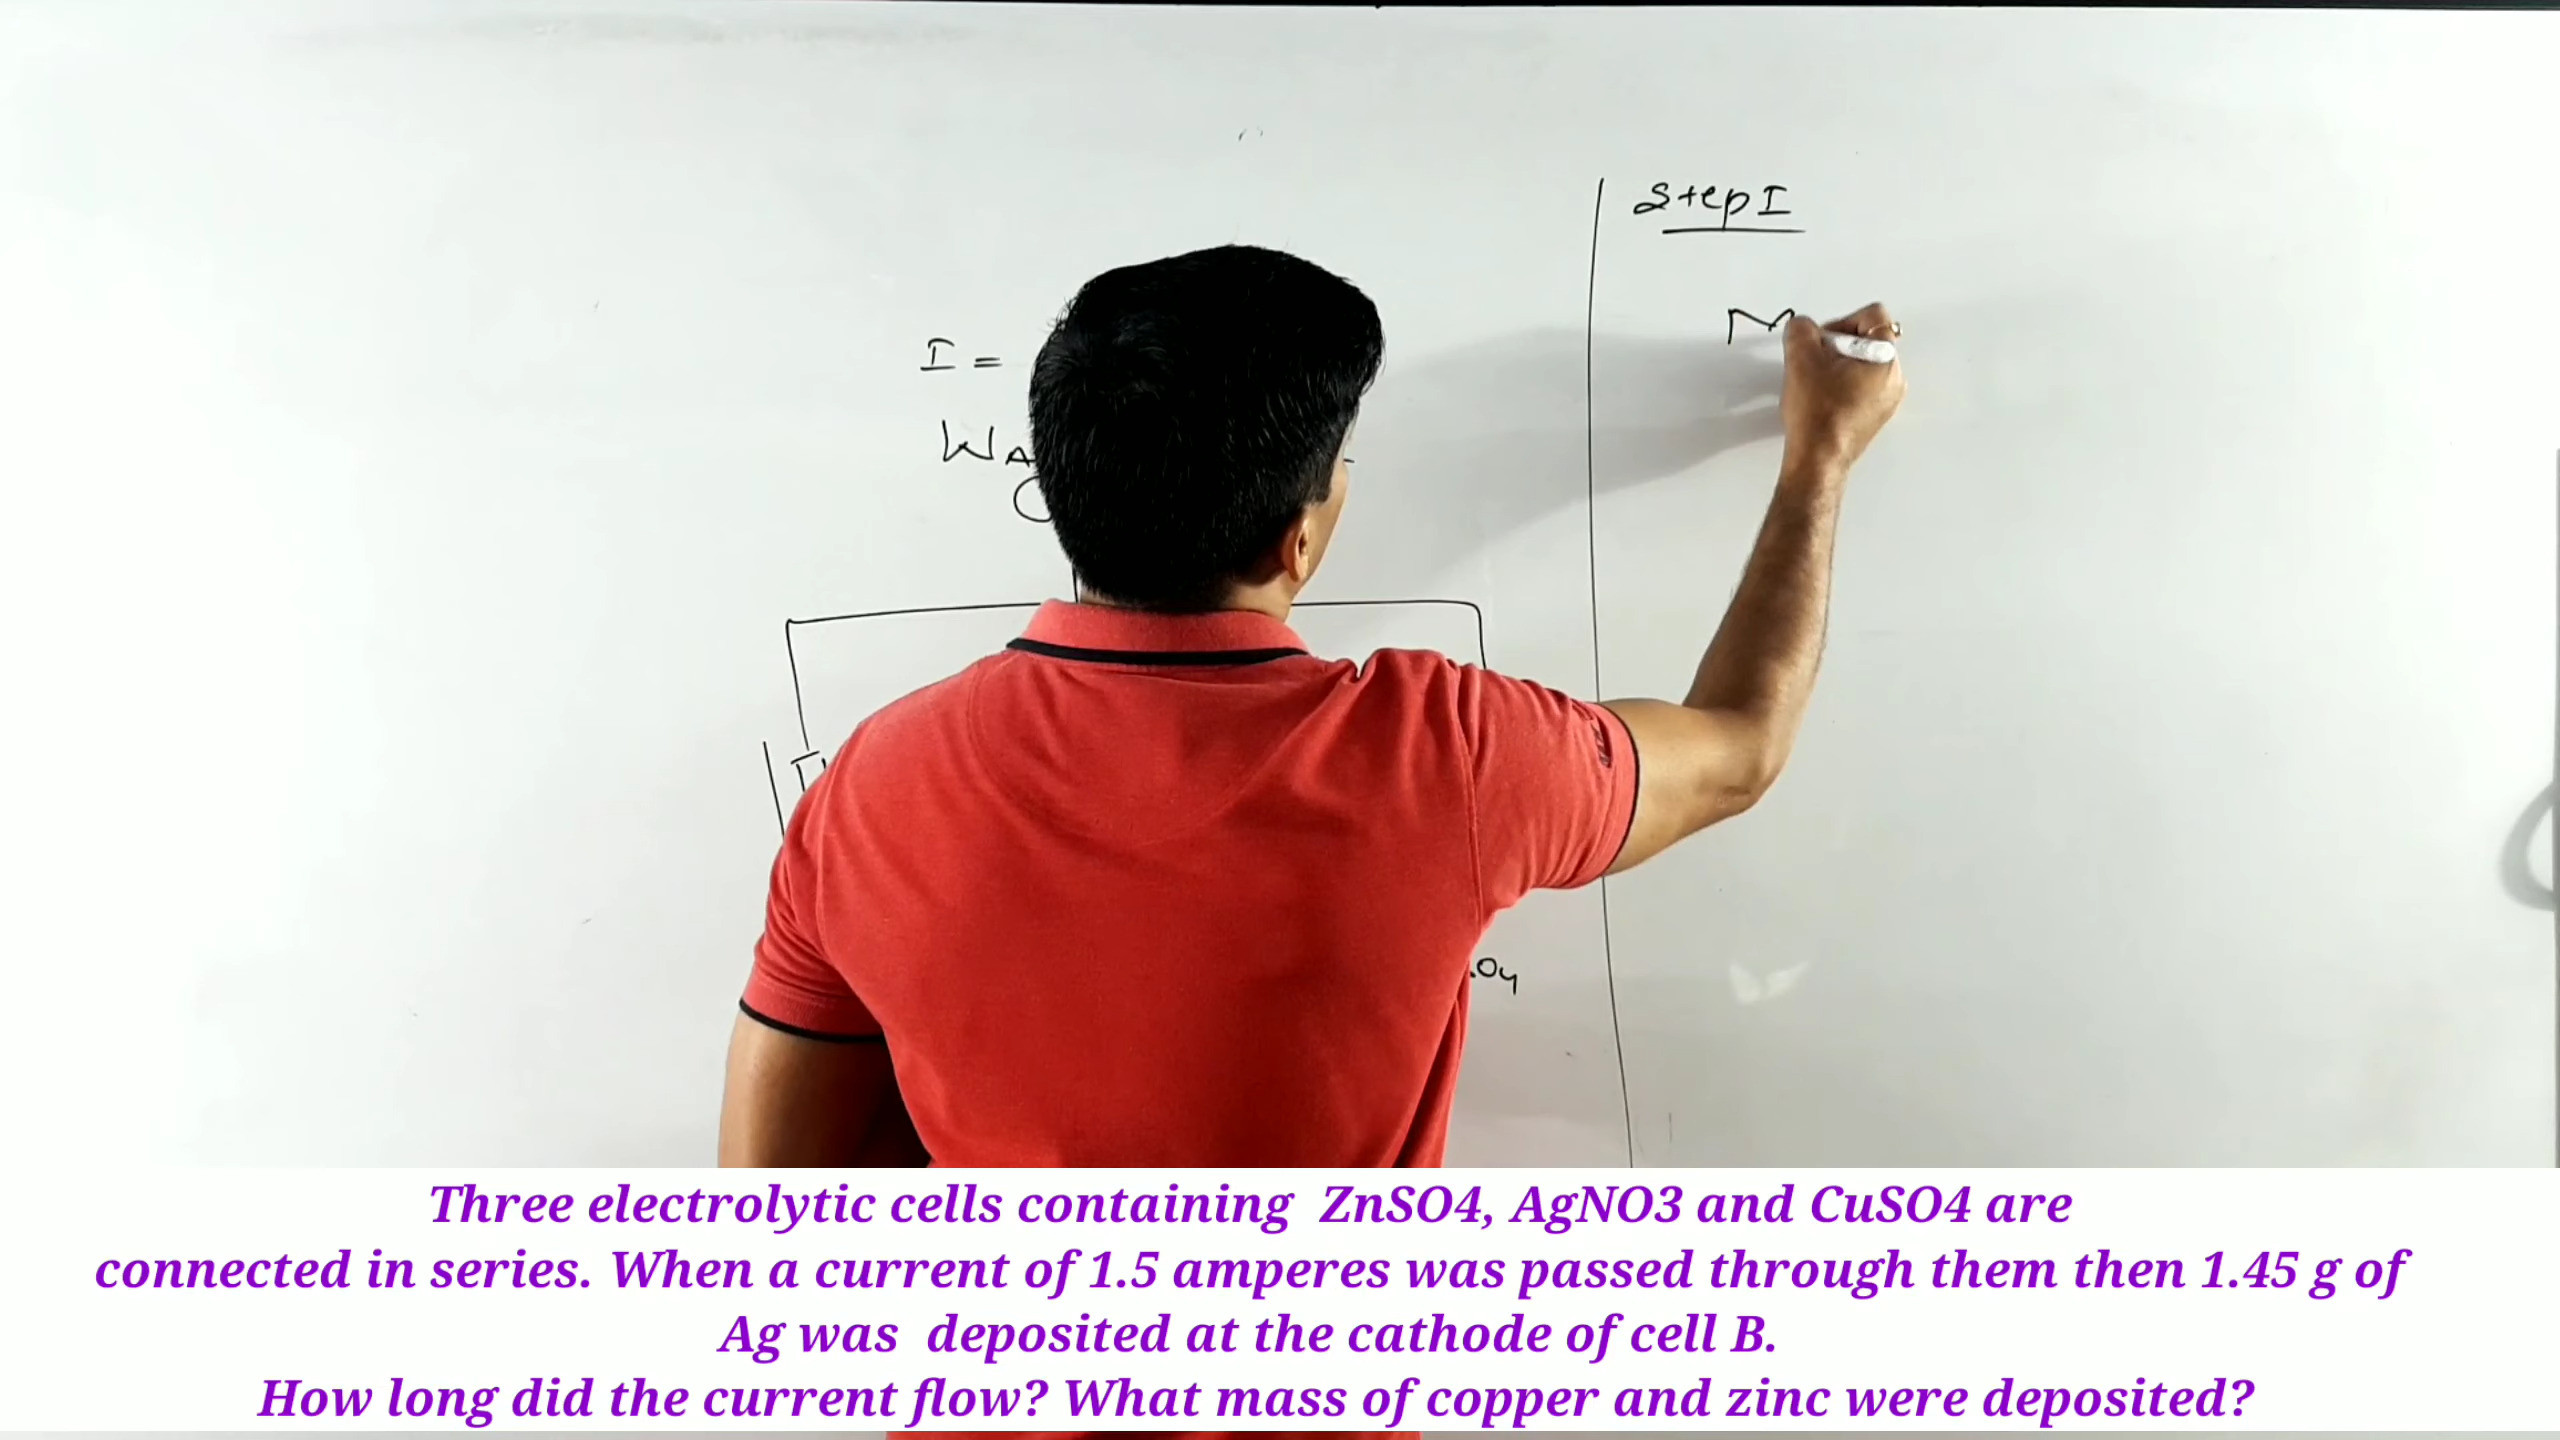 Step I
M
I =
WA
O4
Three electrolytic cells containing ZnSO4, AgNO3 and CuSO4 are
connected in series. When a current of 1.5 amperes was passed through them then 1.45 g of
Ag was deposited at the cathode of cell B.
How long did the current flow? What mass of copper and zinc were deposited?